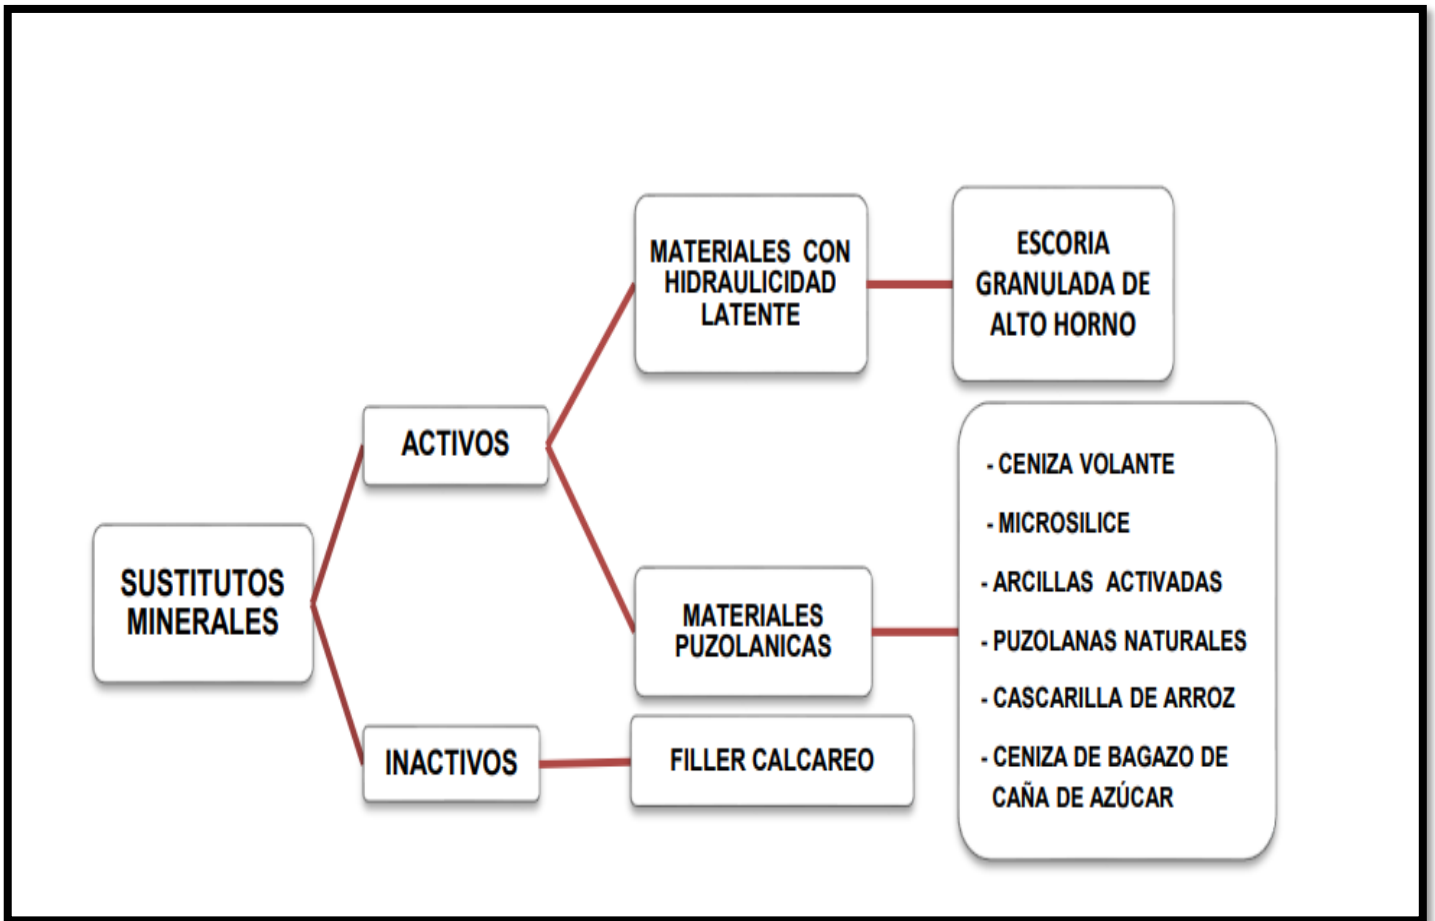 SUSTITUTOS
MINERALES
ACTIVOS
INACTIVOS
MATERIALES CON
HIDRAULICIDAD
LATENTE
MATERIALES
PUZOLANICAS
FILLER CALCAREO
ESCORIA
GRANULADA DE
ALTO HORNO
- CENIZA VOLANTE
- MICROSILICE
- ARCILLAS ACTIVADAS
- PUZOLANAS NATURALES
- CASCARILLA DE ARROZ
- CENIZA DE BAGAZO DE
CAÑA DE AZÚCAR